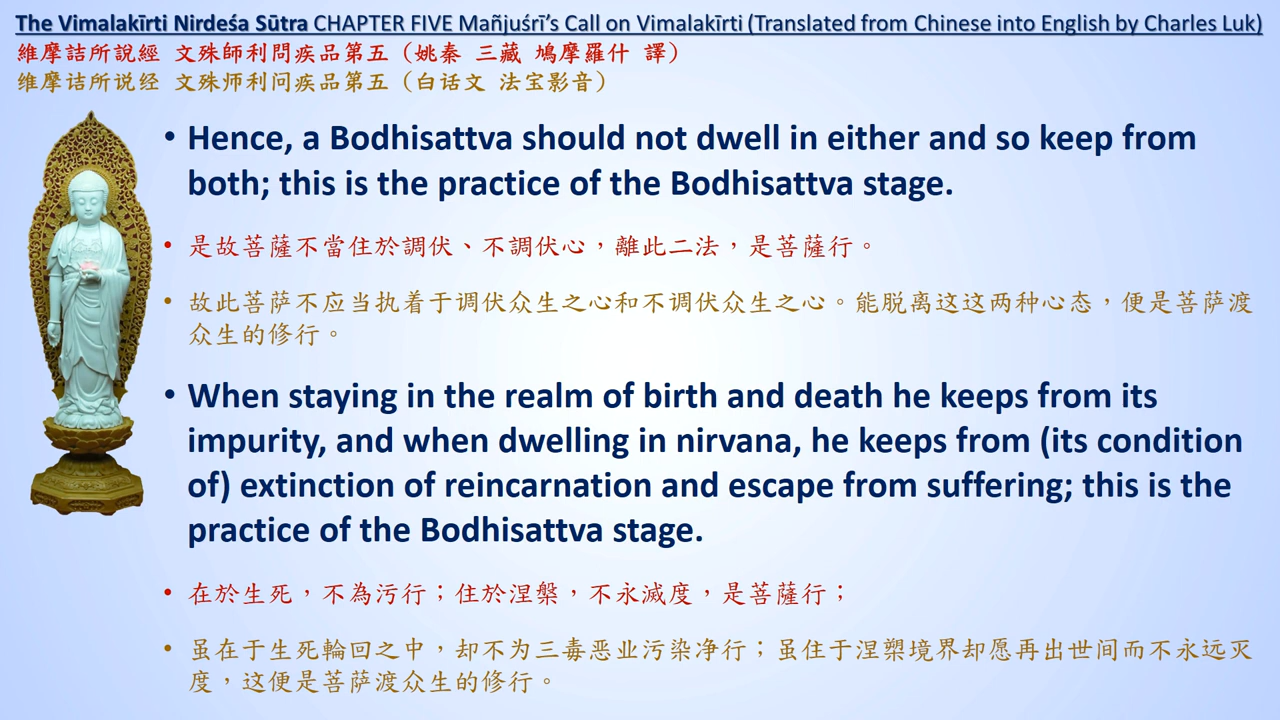 The Vimalakīrti Nirdeśa Sūtra CHAPTER FIVE Mañjuśrī’s Call on Vimalakīrti (Translated from Chinese into English by Charles Luk)
維摩詰所說經 文殊師利問疾品第五（姚秦 三藏 鳩摩羅什 譯）
维摩诘所说经 文殊师利问疾品第五（白话文 法宝影音）
• Hence, a Bodhisattva should not dwell in either and so keep from
both; this is the practice of the Bodhisattva stage.
• 是故菩薩不當住於調伏、不調伏心，離此二法，是菩薩行。
• 故此菩萨不应当执着于调伏众生之心和不调伏众生之心。能脱离这这两种心态，便是菩萨渡
众生的修行。
• When staying in the realm of birth and death he keeps from its
impurity, and when dwelling in nirvana, he keeps from (its condition
of) extinction of reincarnation and escape from suffering; this is the
practice of the Bodhisattva stage.
• 在於生死，不為污行；住於涅槃，不永滅度，是菩薩行；
• 虽在于生死輪回之中，却不为三毒恶业污染净行；虽住于涅槊境界却愿再出世间而不永远灭
度，这便是菩萨渡众生的修行。